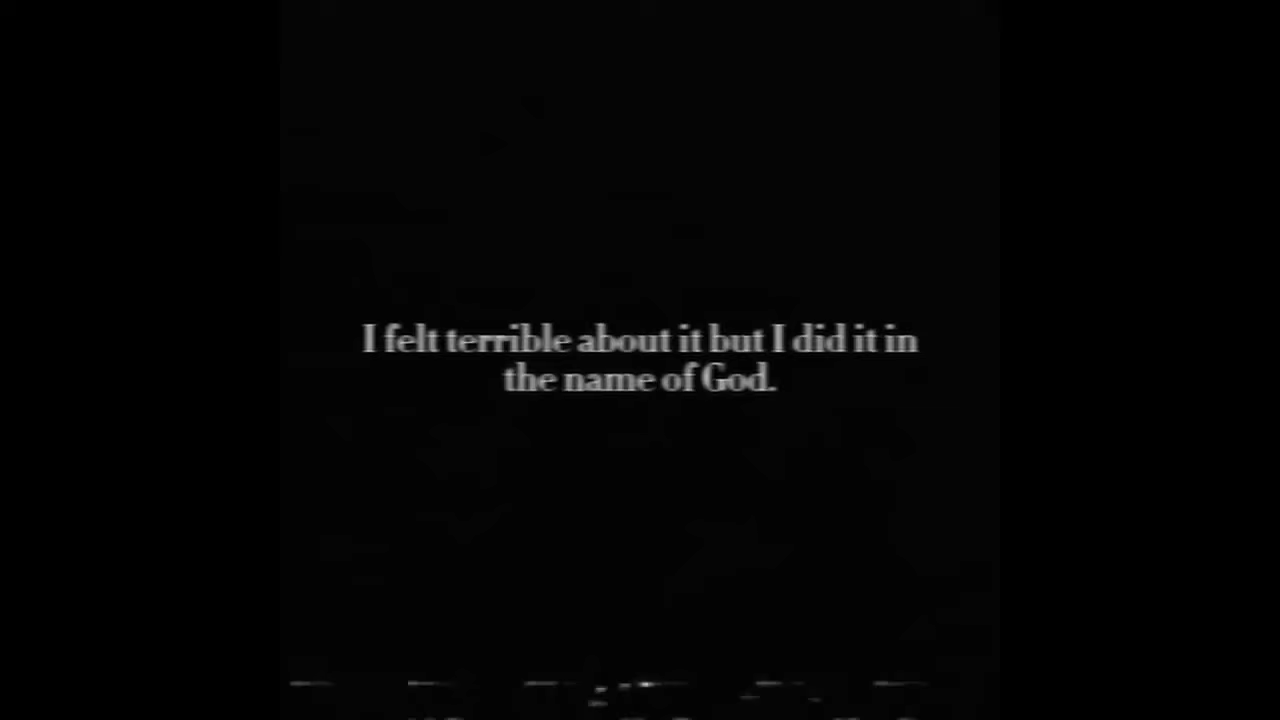 I felt terrible about it but I did it in
the name of God.